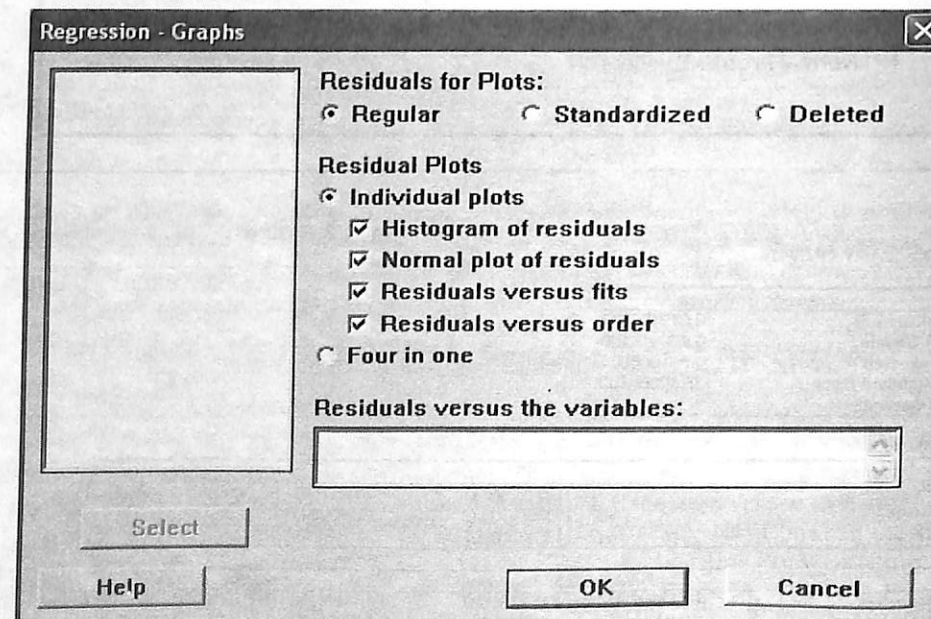 Regression - Graphs
Residuals for Plots:
Regular Standardized Deleted
Residual Plots
Individual plots
Histogram of residuals
Normal plot of residuals
Residuals versus fits
Residuals versus order
Four in one
Residuals versus the variables:
Select
Help OK Cancel